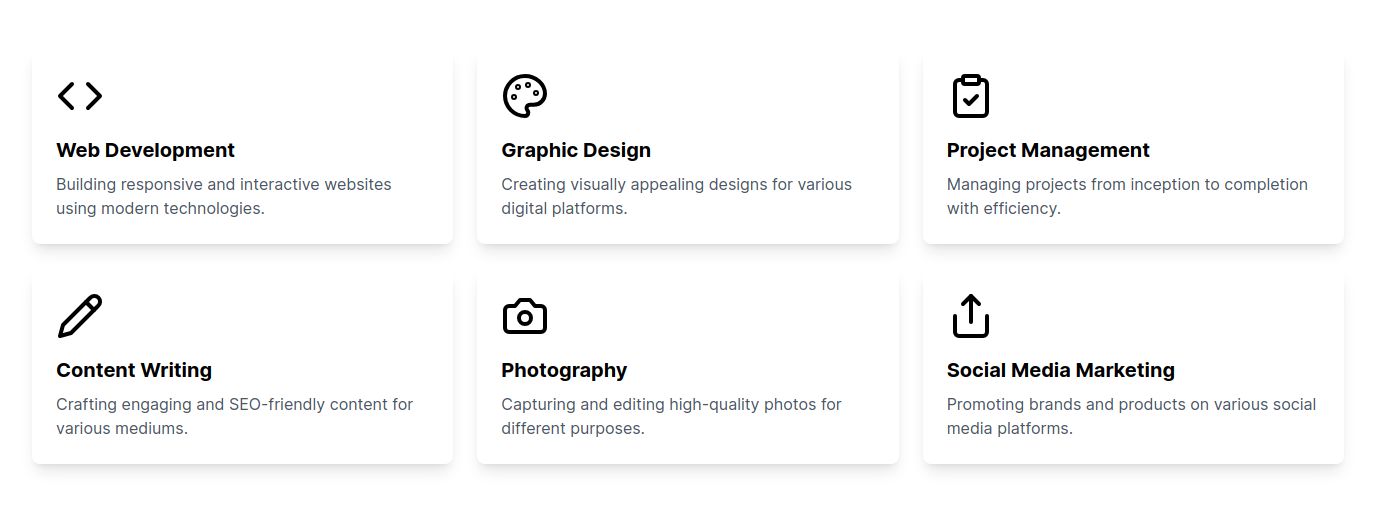 Web Development
Building responsive and interactive websites
using modern technologies.
Graphic Design
Creating visually appealing designs for various
digital platforms.
Project Management
Managing projects from inception to completion
with efficiency.
Content Writing
Crafting engaging and SEO-friendly content for
various mediums.
Photography
Capturing and editing high-quality photos for
different purposes.
Social Media Marketing
Promoting brands and products on various social
media platforms.